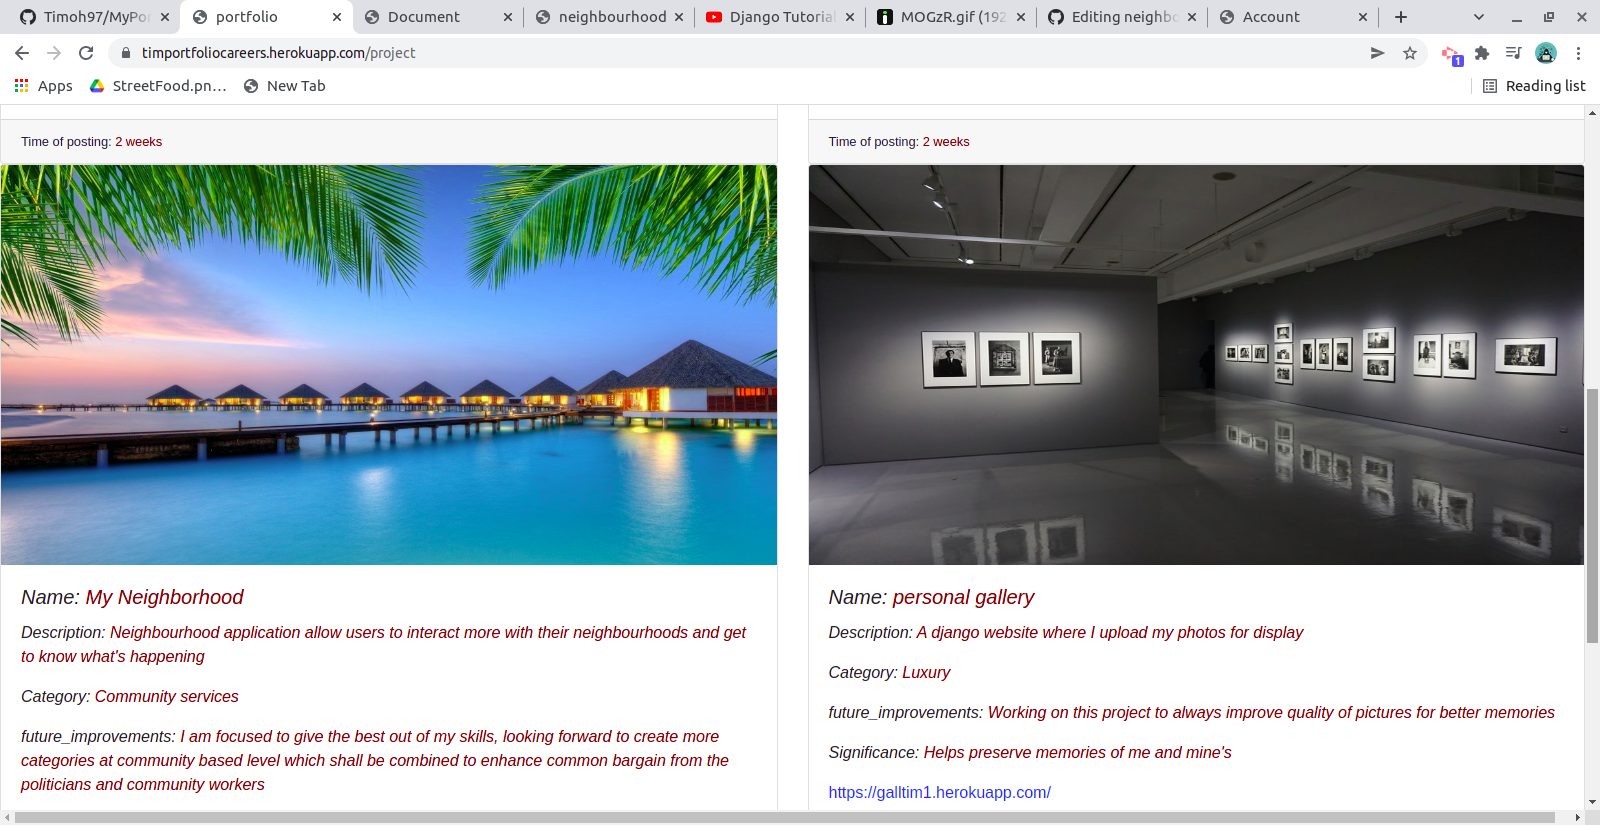 Timoh97/MyPor
portfolio
Document
neighbourhood
Django Tutorial
MOGzR.gif (192
Editing neighbo
Account
timportfoliocareers.herokuapp.com/project
1
Apps
StreetFood.pn...
New Tab
Reading list
Time of posting: 2 weeks
Time of posting: 2 weeks
Name: My Neighborhood
Description: Neighbourhood application allow users to interact more with their neighbourhoods and get
to know what's happening
Category: Community services
future_improvements: I am focused to give the best out of my skills, looking forward to create more
categories at community based level which shall be combined to enhance common bargain from the
politicians and community workers
Name: personal gallery
Description: A django website where I upload my photos for display
Category: Luxury
future_improvements: Working on this project to always improve quality of pictures for better memories
Significance: Helps preserve memories of me and mine's
https://galltim1.herokuapp.com/